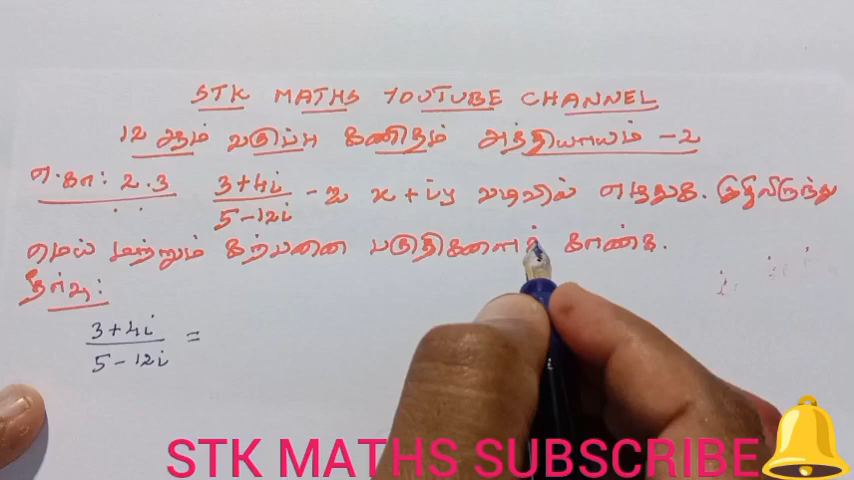 STK MATHS YOUTUBE CHANNEL
12 ஆம் வகுப்பு கணிதம் அத்தியாயம் - 2
எ.கா: 2.3 (3+4i)/(5-12i) -ஐ x+iy வடிவில் எழுதுக. இதிலிருந்து
மெய் மற்றும் கற்பனை பகுதிகளைக் காண்க.
தீர்வு:
(3+4i)/(5-12i) =
STK MATHS SUBSCRIBE